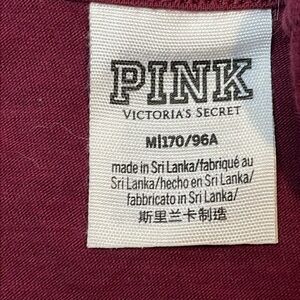 PINK
VICTORIA'S SECRET
M|170/96A
made in Sri Lanka/fabriqué au
Sri Lanka/hecho en Sri Lanka/
fabbricato in Sri Lanka/
斯里兰卡制造